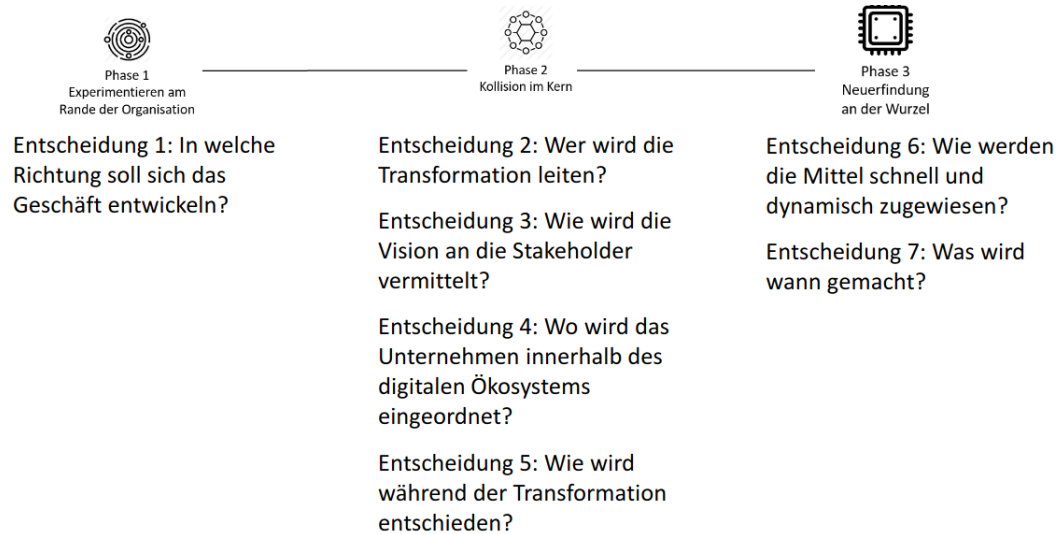 Phase 1
Experimentieren am
Rande der Organisation
Entscheidung 1: In welche
Richtung soll sich das
Geschäft entwickeln?
Phase 2
Kollision im Kern
Entscheidung 2: Wer wird die
Transformation leiten?
Entscheidung 3: Wie wird die
Vision an die Stakeholder
vermittelt?
Entscheidung 4: Wo wird das
Unternehmen innerhalb des
digitalen Ökosystems
eingeordnet?
Entscheidung 5: Wie wird
während der Transformation
entschieden?
Phase 3
Neuerfindung
an der Wurzel
Entscheidung 6: Wie werden
die Mittel schnell und
dynamisch zugewiesen?
Entscheidung 7: Was wird
wann gemacht?